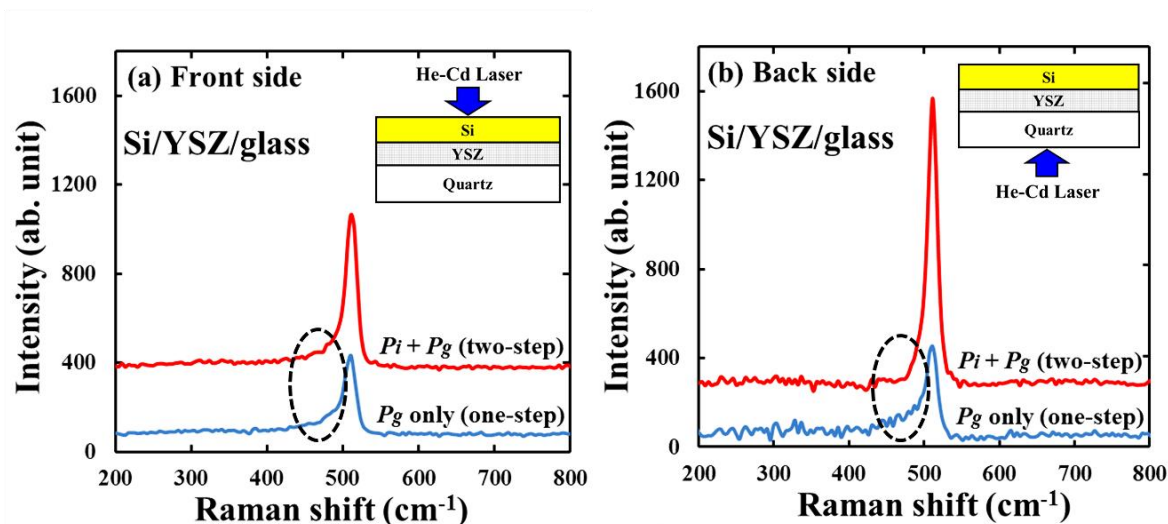 (a) Front side
He-Cd Laser
Si/YSZ/glass
Si
YSZ
Quartz
Pi + Pg (two-step)
Pg only (one-step)
Intensity (ab. unit)
1600
1200
800
400
0
200 300 400 500 600 700 800
Raman shift (cm-1)
(b) Back side
Si/YSZ/glass
Si
YSZ
Quartz
He-Cd Laser
Pi + Pg (two-step)
Pg only (one-step)
Intensity (ab. unit)
1600
1200
800
400
0
200 300 400 500 600 700 800
Raman shift (cm-1)